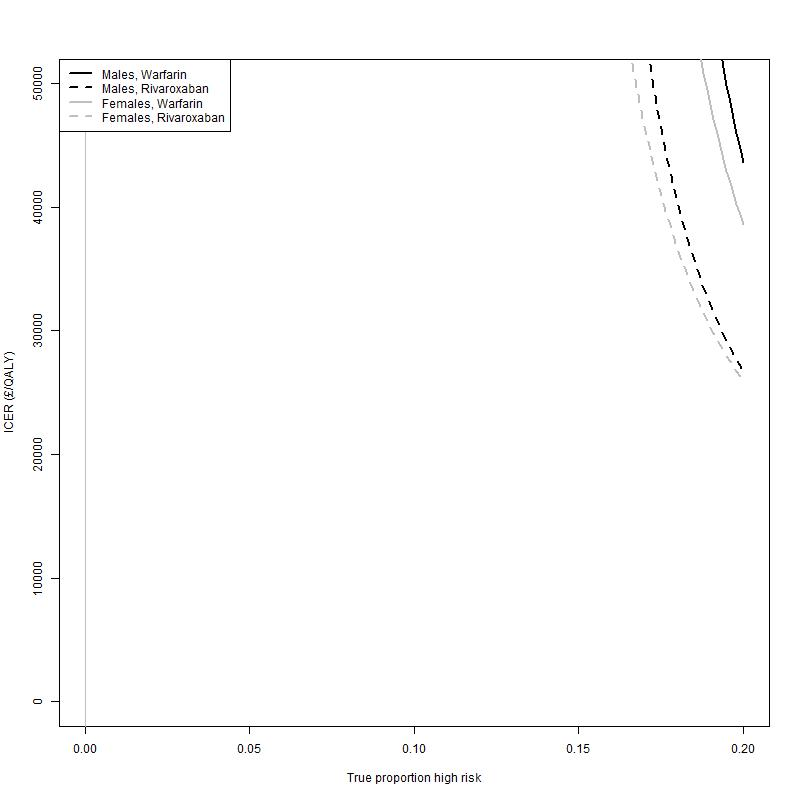 Males, Warfarin
Males, Rivaroxaban
Females, Warfarin
Females, Rivaroxaban
ICER (£/QALY)
50000
40000
30000
20000
10000
0
0.00 0.05 0.10 0.15 0.20
True proportion high risk